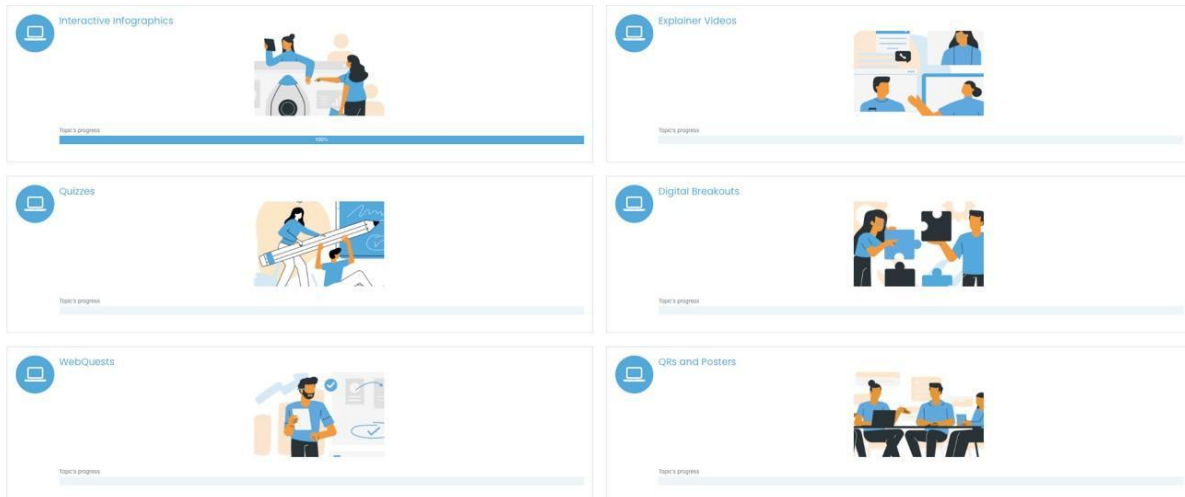 Interactive Infographics
Topic's progress
100%
Explainer Videos
Topic's progress
Quizzes
Topic's progress
Digital Breakouts
Topic's progress
WebQuests
Topic's progress
QRs and Posters
Topic's progress